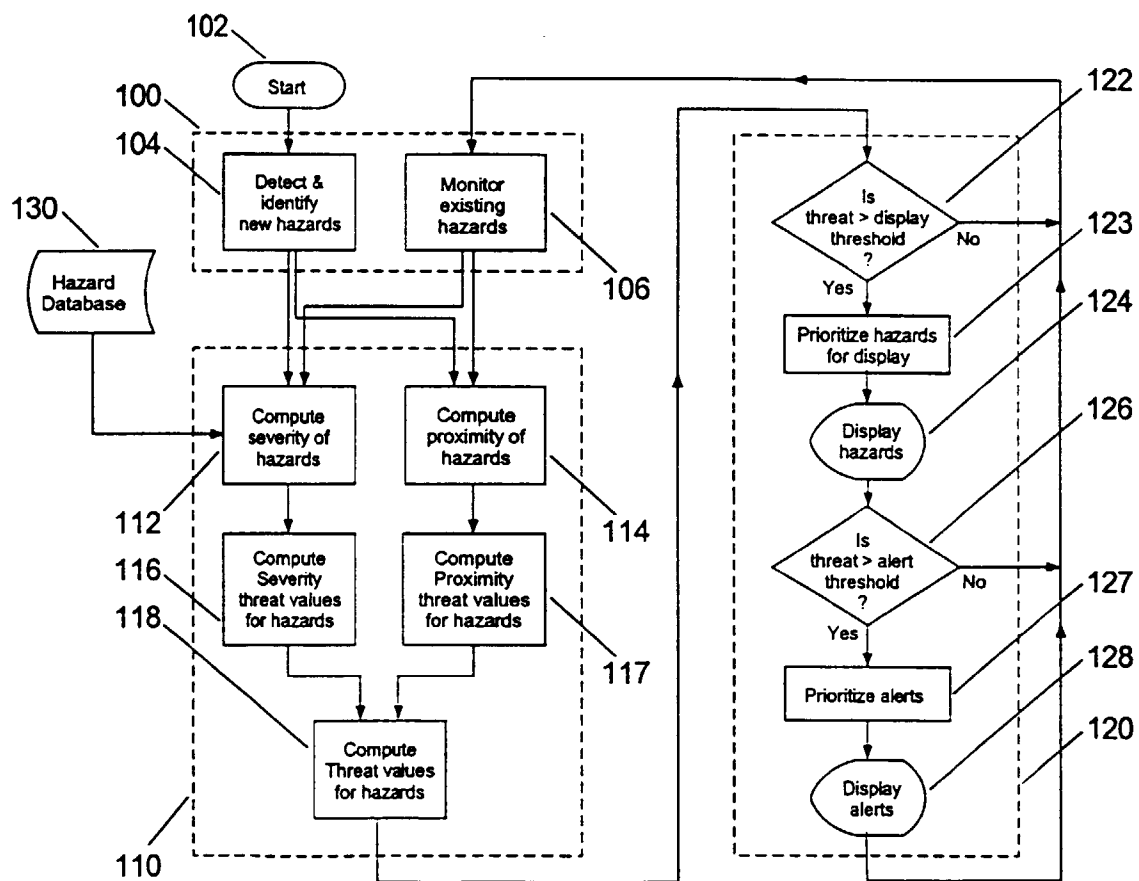 102
Start
100
104
Detect &
identify
new hazards
Monitor
existing
hazards
106
130
Hazard
Database
Compute
severity of
hazards
112
Compute
proximity of
hazards
114
116
Compute
Severity
threat values
for hazards
118
Compute
Proximity
threat values
for hazards
117
Compute
Threat values
for hazards
110
122
Is
threat > display
threshold
?
No
Yes
123
Prioritize hazards
for display
124
Display
hazards
126
Is
threat > alert
threshold
?
No
Yes
127
Prioritize alerts
128
Display
alerts
120